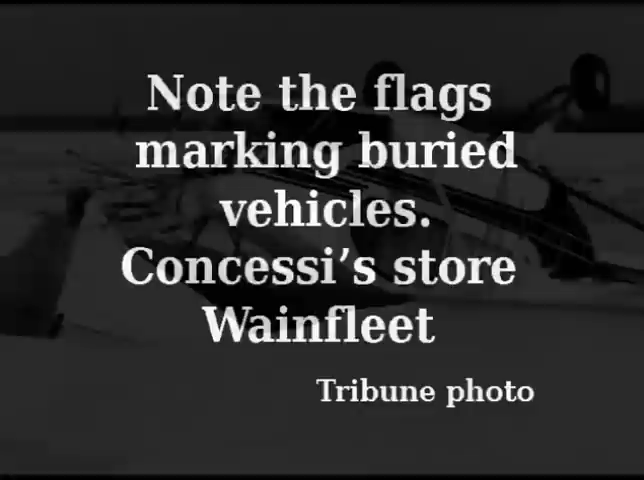 Note the flags
marking buried
vehicles.
Concessi’s store
Wainfleet
Tribune photo